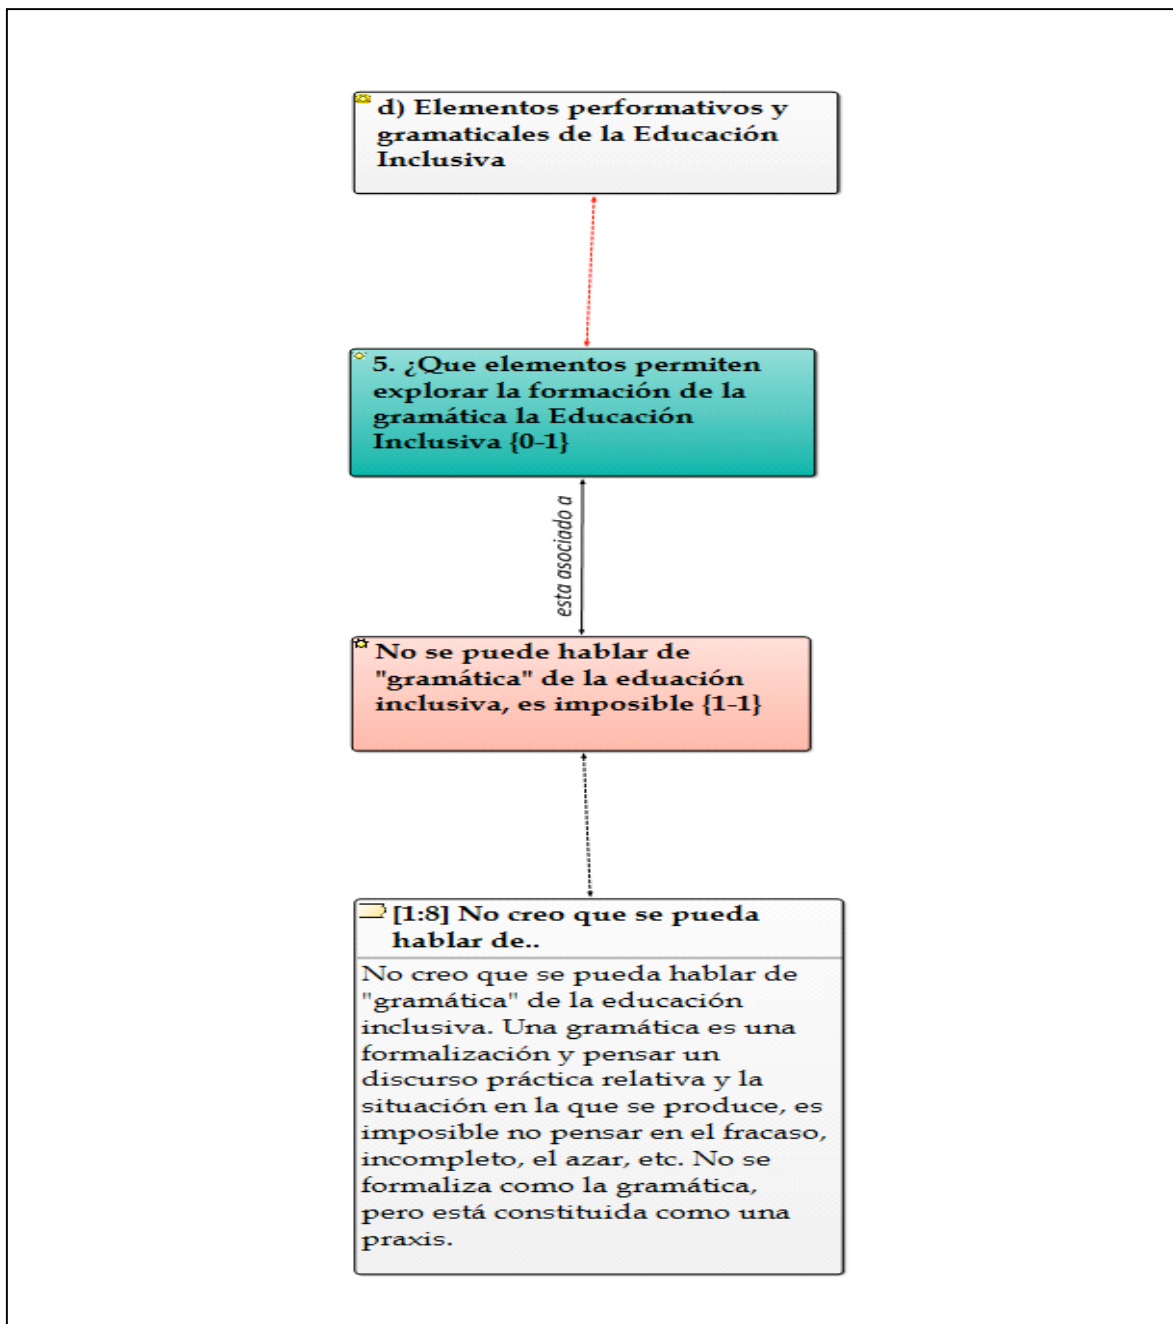 d) Elementos performativos y
gramaticales de la Educación
Inclusiva
5. ¿Que elementos permiten
explorar la formación de la
gramática la Educación
Inclusiva {0-1}
esta asociado a
No se puede hablar de
"gramática" de la eduación
inclusiva, es imposible {1-1}
[1:8] No creo que se pueda
hablar de..
No creo que se pueda hablar de
"gramática" de la educación
inclusiva. Una gramática es una
formalización y pensar un
discurso práctica relativa y la
situación en la que se produce, es
imposible no pensar en el fracaso,
incompleto, el azar, etc. No se
formaliza como la gramática,
pero está constituida como una
praxis.